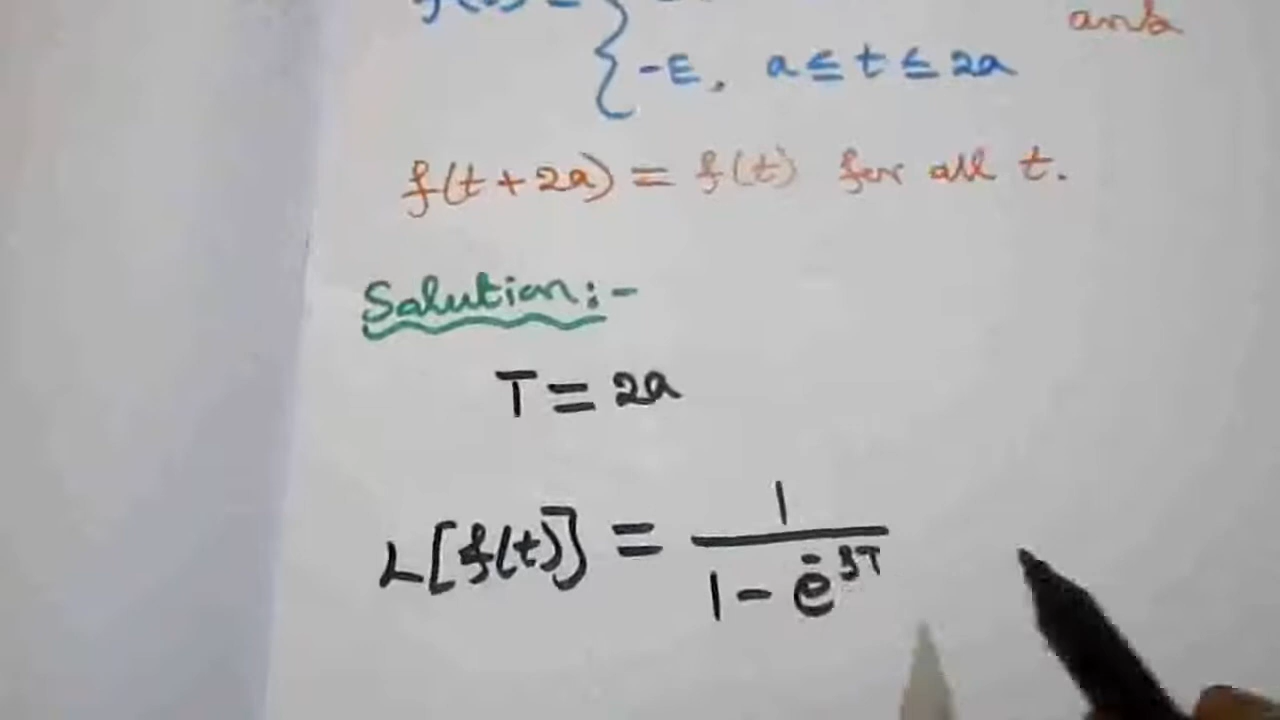 and
-E, a ≤ t ≤ 2a
f(t+2a) = f(t) for all t.
Solution:-
T = 2a
L[f(t)] = 1 / 1 - e^-sT